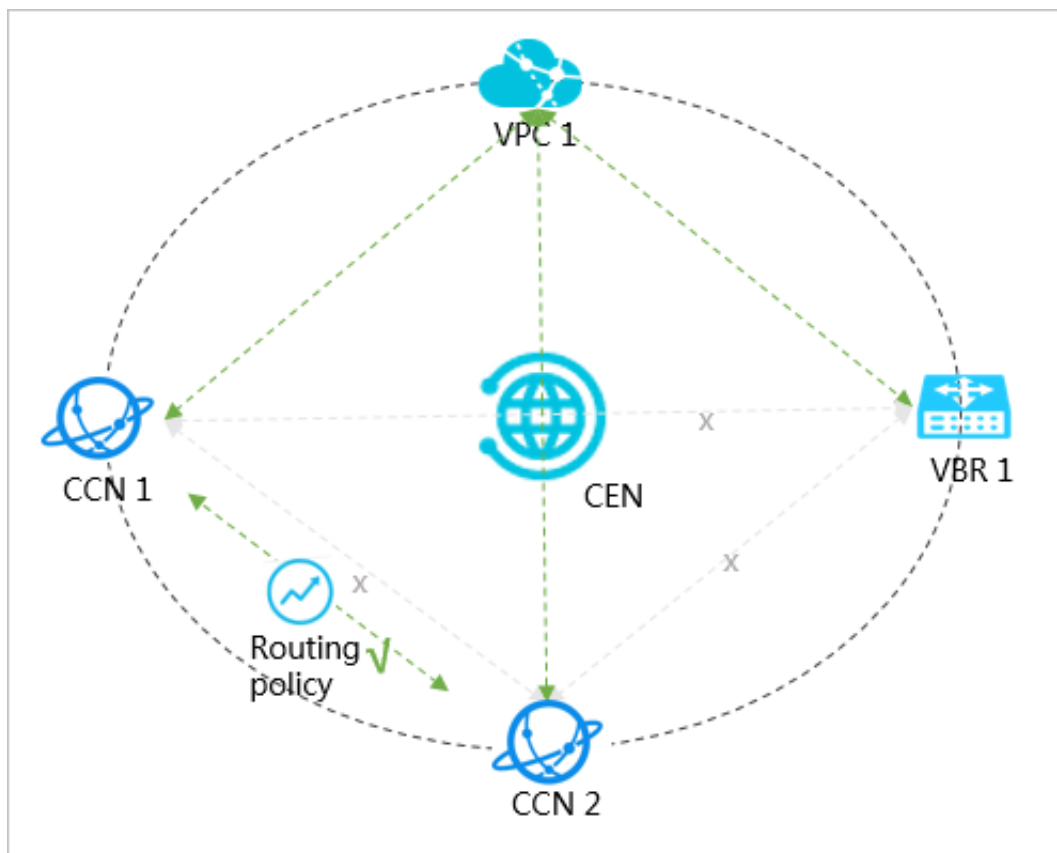 VPC 1
x
CCN 1
CEN
VBR 1
x
x
Routing √
policy
CCN 2